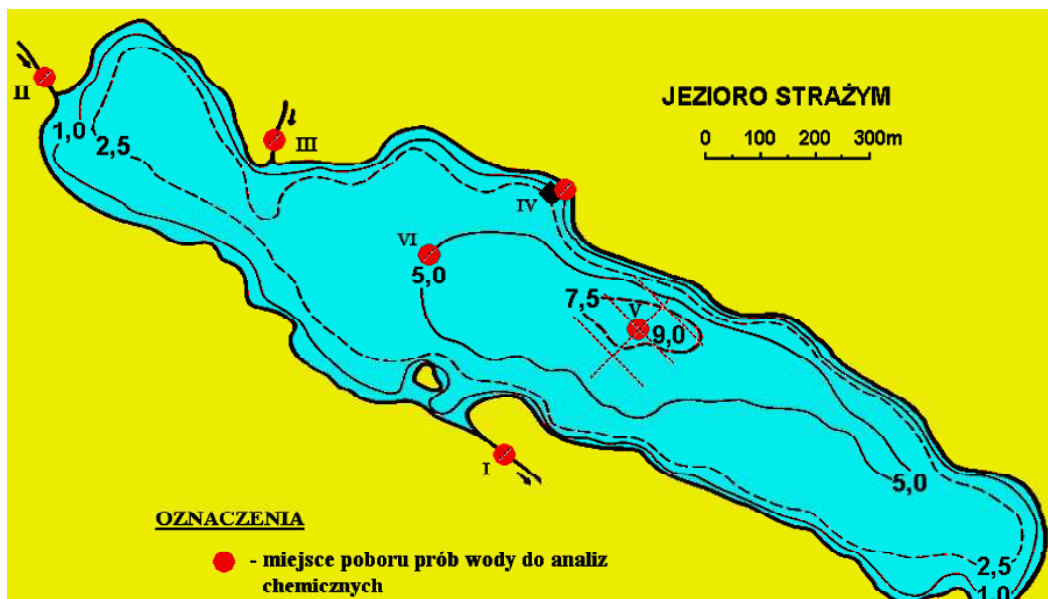 II
III
JEZIORO STRAŻYM
0 100 200 300m
1,0
2,5
IV
VI
5,0
7,5
V
9,0
I
5,0
OZNACZENIA
- miejsce poboru prób wody do analiz
chemicznych
2,5
1,0